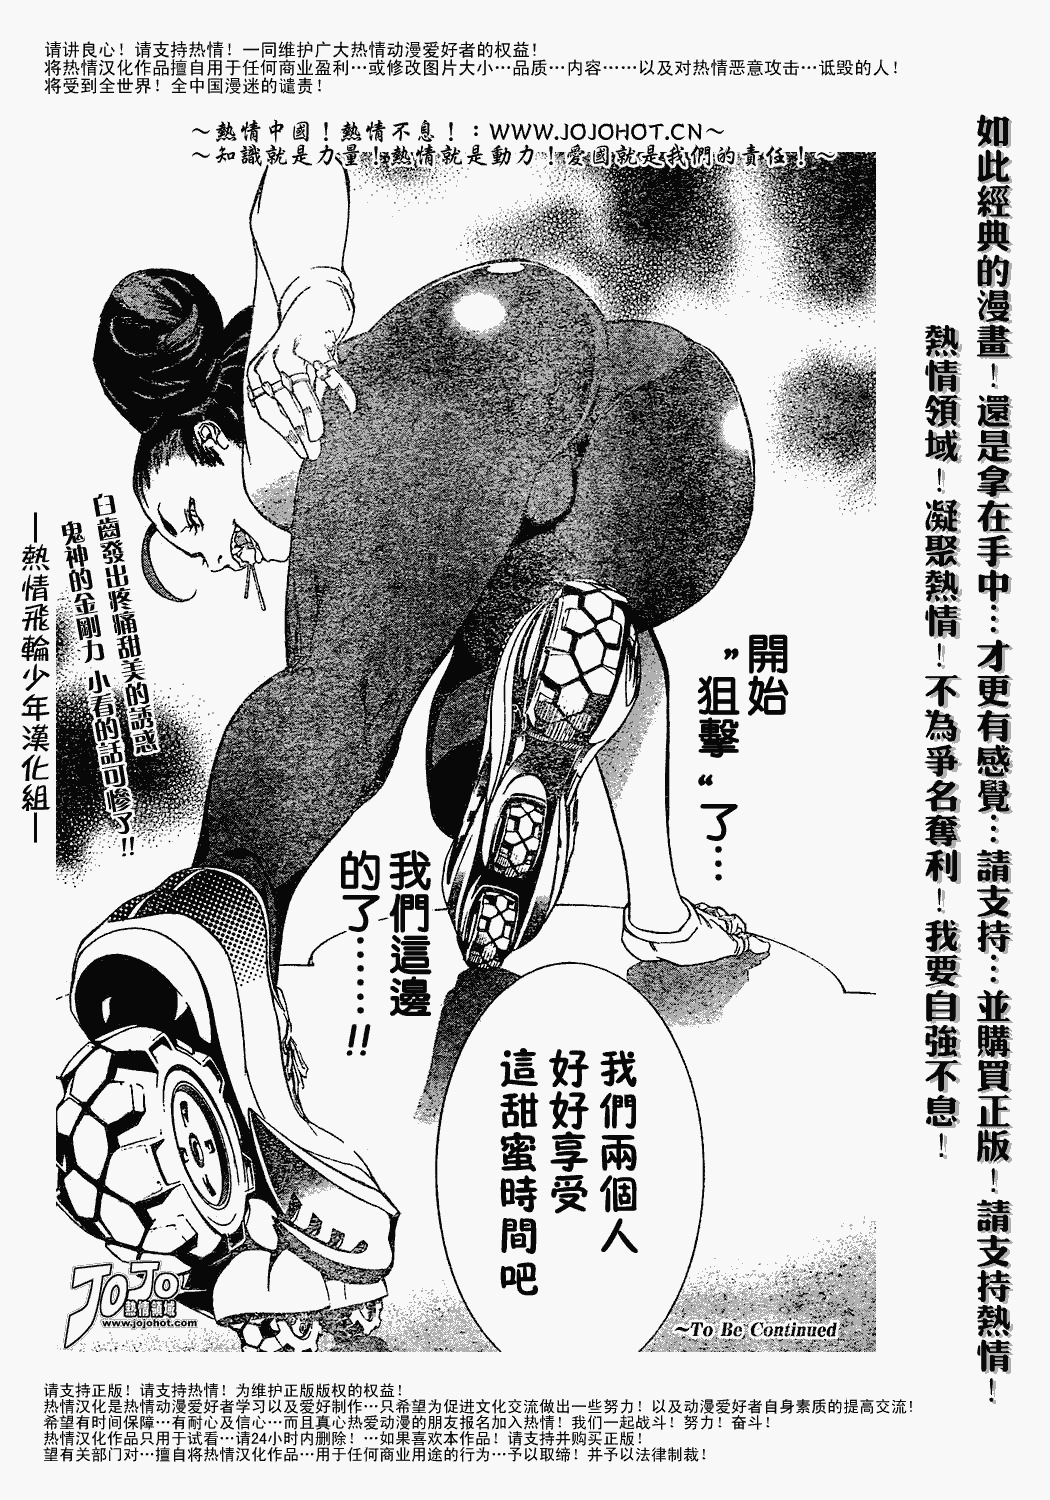 请讲良心！请支持热情！一同维护广大热情动漫爱好者的权益！
将热情汉化作品擅自用于任何商业盈利…或修改图片大小…品质…内容……以及对热情恶意攻击…诋毁的人！
将受到全世界！全中国漫迷的谴责！
～熱情中國！熱情不息！：WWW.JOJOHOT.CN～
～知識就是力量！熱情就是動力！愛國就是我們的責任！～
如此經典的漫畫！還是拿在手中…才更有感覺…請支持…並購買正版！請支持熱情！
熱情領域！凝聚熱情！不為爭名奪利！我要自強不息！
開始
〝狙擊〞了…
我們這邊
的了……!!
我們兩個人
好好享受
這甜蜜時間吧
臼齒發出疼痛甜美的誘惑
鬼神的金剛力 小看的話可慘了!!
—熱情飛輪少年漢化組—
JOJO
熱情領域
www.jojohot.com
~To Be Continued
请支持正版！请支持热情！为维护正版版权的权益！
热情汉化是热情动漫爱好者学习以及爱好制作…只希望为促进文化交流做出一些努力！以及动漫爱好者自身素质的提高交流！
希望有时间保障…有耐心及信心…而且真心热爱动漫的朋友报名加入热情！我们一起战斗！努力！奋斗！
热情汉化作品只用于试看…请24小时内删除！…如果喜欢本作品！请支持并购买正版！
望有关部门对…擅自将热情汉化作品…用于任何商业用途的行为…予以取缔！并予以法律制裁！